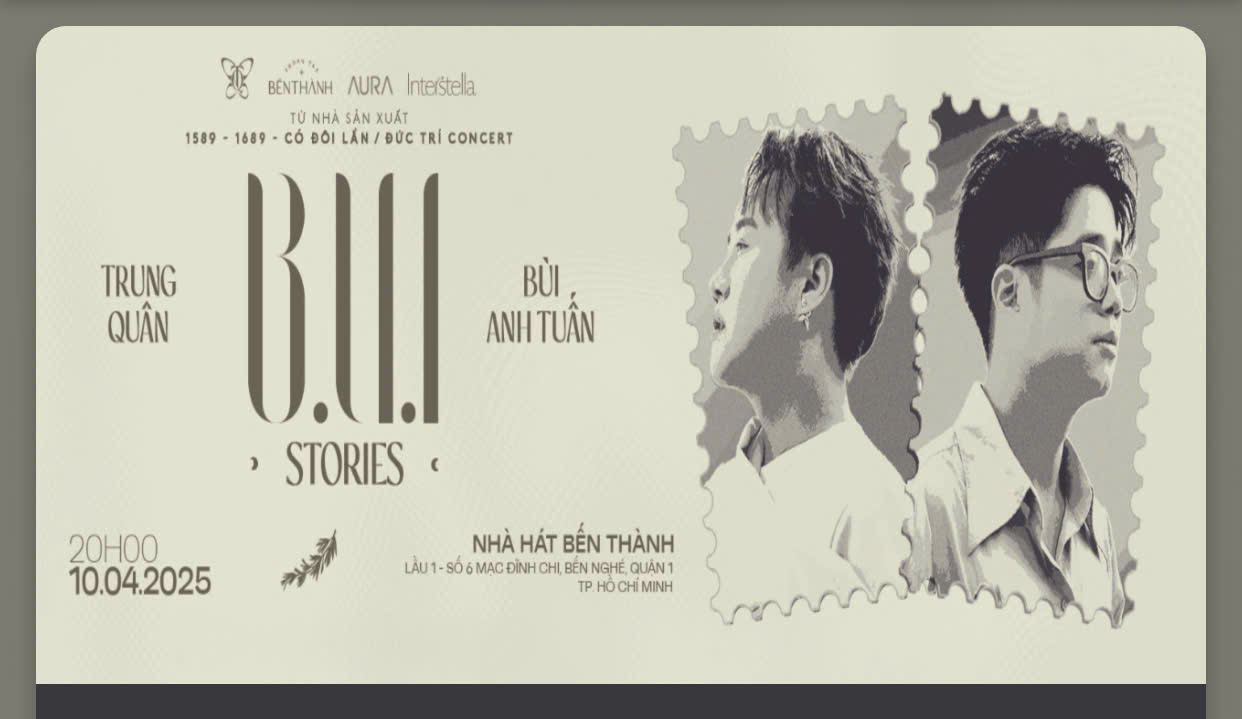 BẾNTHÀNH AURA Interstella
TỪ NHÀ SẢN XUẤT
1589 - 1689 - CÓ ĐÔI LẦN / ĐỨC TRÍ CONCERT
TRUNG
QUÂN
B.U.I
STORIES
BÙI
ANH TUẤN
20H00
10.04.2025
NHÀ HÁT BẾN THÀNH
LẦU 1 - SỐ 6 MẠC ĐĨNH CHI, BẾN NGHÉ, QUẬN 1
TP. HỒ CHÍ MINH